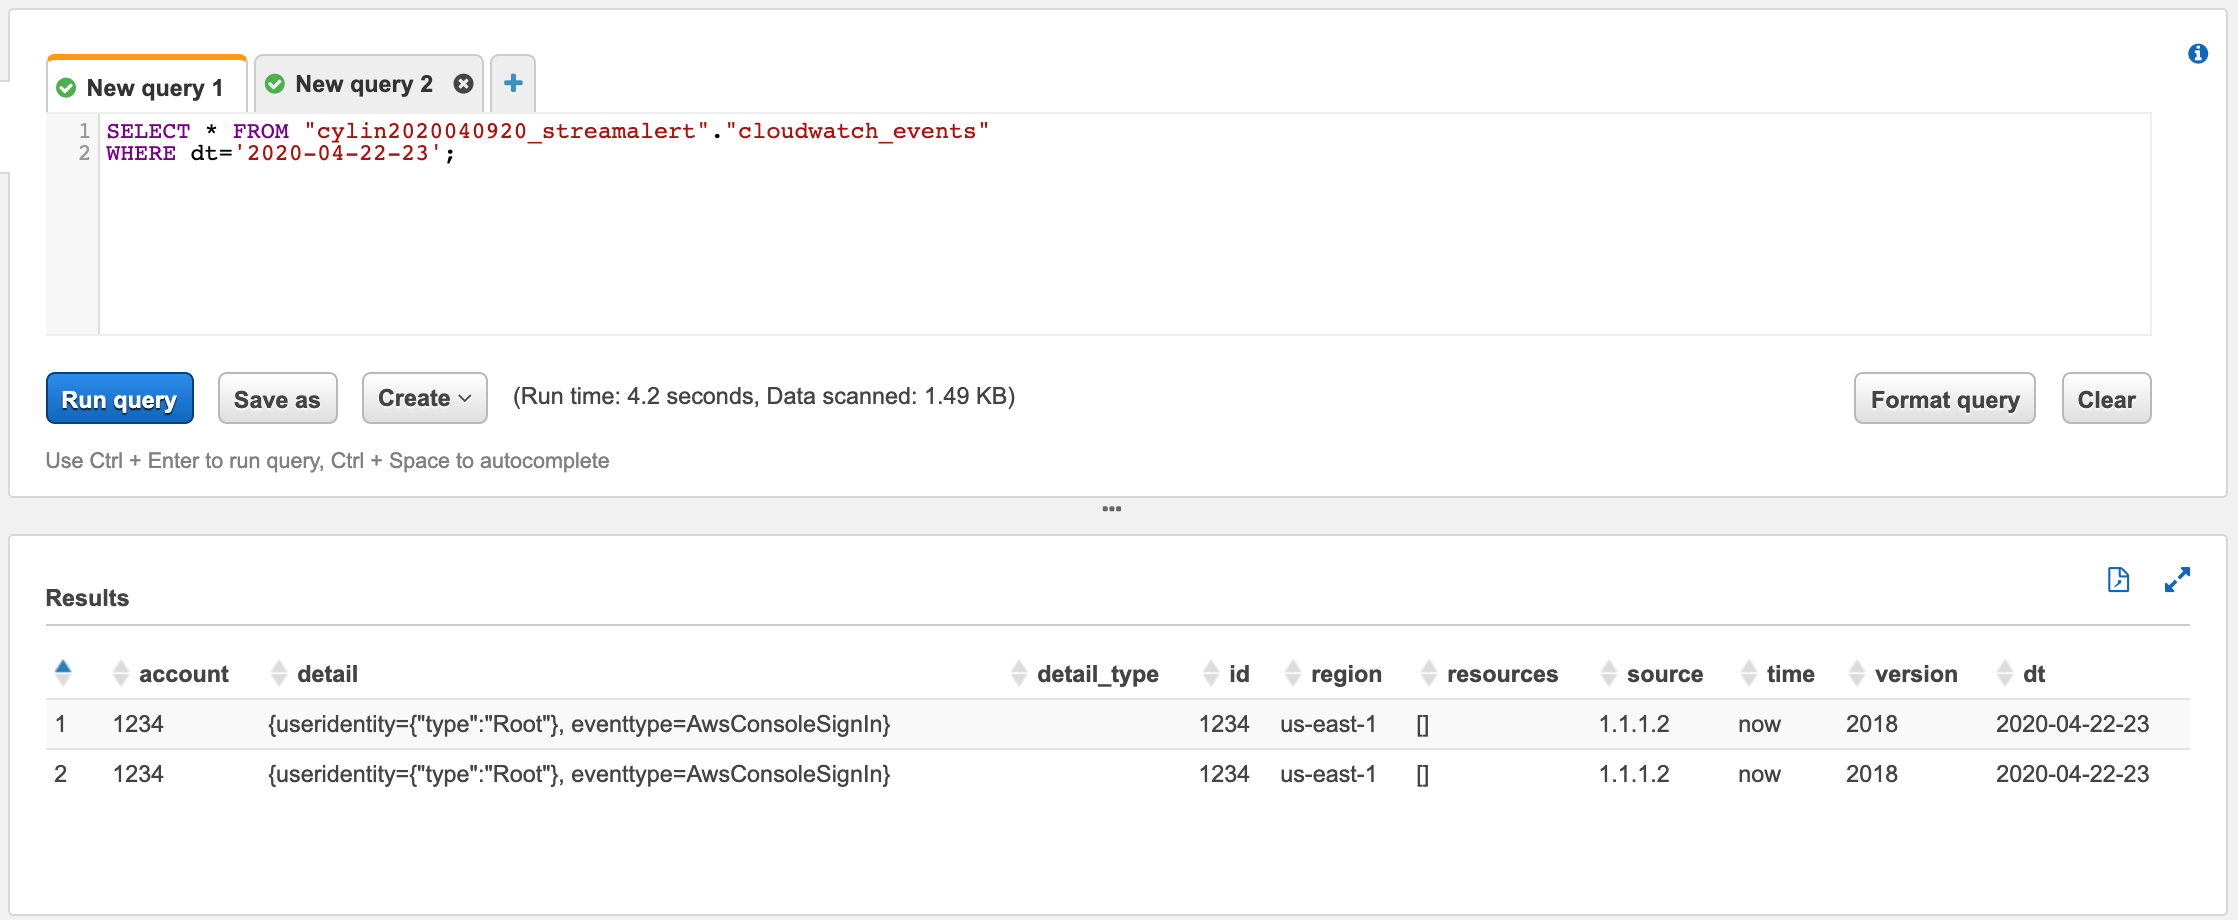 New query 1 New query 2
1 SELECT * FROM "cylin2020040920_streamalert"."cloudwatch_events"
2 WHERE dt='2020-04-22-23';
Run query Save as Create (Run time: 4.2 seconds, Data scanned: 1.49 KB) Format query Clear
Use Ctrl + Enter to run query, Ctrl + Space to autocomplete
Results
account detail detail_type id region resources source time version dt
1 1234 {useridentity={"type":"Root"}, eventtype=AwsConsoleSignIn} 1234 us-east-1 [] 1.1.1.2 now 2018 2020-04-22-23
2 1234 {useridentity={"type":"Root"}, eventtype=AwsConsoleSignIn} 1234 us-east-1 [] 1.1.1.2 now 2018 2020-04-22-23